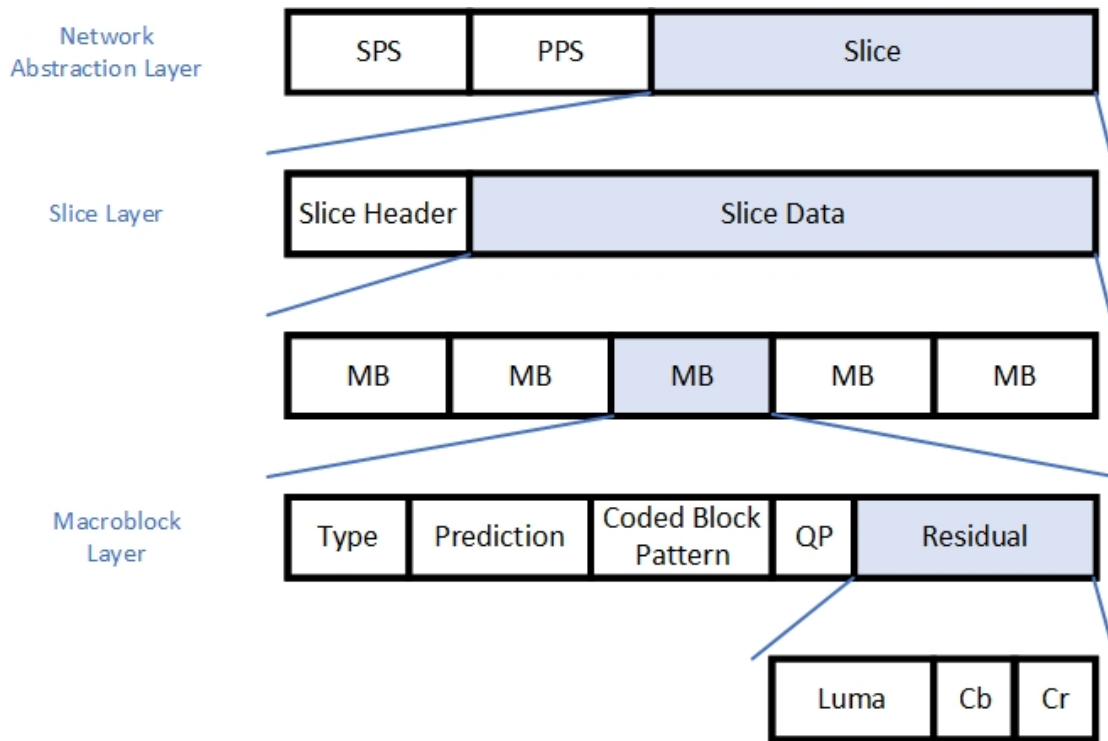 Network
Abstraction Layer
SPS
PPS
Slice
Slice Layer
Slice Header
Slice Data
MB
MB
MB
MB
MB
Macroblock
Layer
Type
Prediction
Coded Block
Pattern
QP
Residual
Luma
Cb
Cr